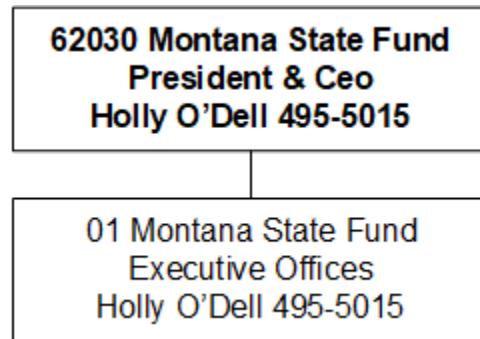 62030 Montana State Fund
President & Ceo
Holly O’Dell 495-5015
01 Montana State Fund
Executive Offices
Holly O’Dell 495-5015